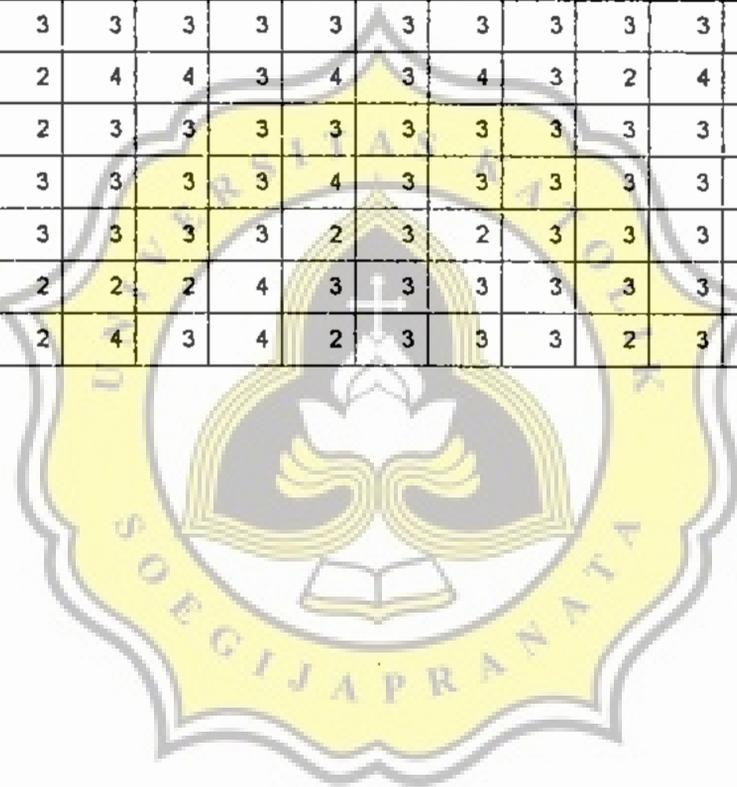 3 3 3 3 3 3 3 3 3 3
2 4 4 3 4 3 4 3 2 4
2 3 3 3 3 3 3 3 3 3
3 3 3 3 4 3 3 3 3 3
3 3 3 3 2 3 2 3 3 3
2 2 2 4 3 3 3 3 3 3
2 4 3 4 2 3 3 3 2 3
UNIVERSITAS KATOLIK
SOEGIJAPRANATA